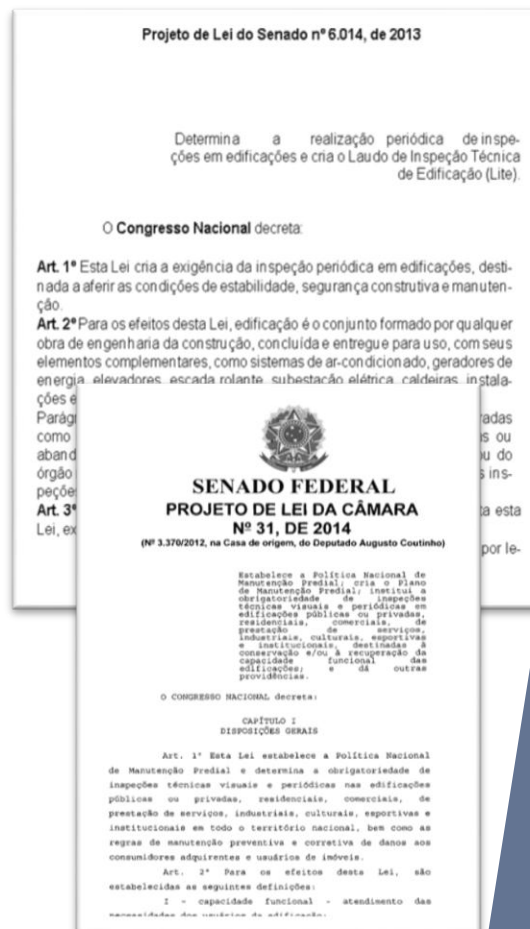 Projeto de Lei do Senado nº 6.014, de 2013
Determina a realização periódica de inspe-
ções em edificações e cria o Laudo de Inspeção Técnica
de Edificação (Lite).
O Congresso Nacional decreta:
Art. 1º Esta Lei cria a exigência da inspeção periódica em edificações, desti-
nada a aferir as condições de estabilidade, segurança construtiva e manuten-
ção.
Art. 2º Para os efeitos desta Lei, edificação é o conjunto formado por qualquer
obra de engenharia da construção, concluída e entregue para uso, com seus
elementos complementares, como sistemas de ar-condicionado, geradores de
energia, elevadores, escada rolante, subestação elétrica, caldeiras, instala-
ções e
Parág radas
como s ou
aband u do
órgão s ins-
peçõe
Art. 3º ta esta
Lei, ex
por le-
SENADO FEDERAL
PROJETO DE LEI DA CÂMARA
Nº 31, DE 2014
(Nº 3.370/2012, na Casa de origem, do Deputado Augusto Coutinho)
Estabelece a Política Nacional de
Manutenção Predial; cria o Plano
de Manutenção Predial; institui a
obrigatoriedade de inspeções
técnicas visuais e periódicas em
edificações públicas ou privadas,
residenciais, comerciais, de
prestação de serviços,
industriais, culturais, esportivas
e institucionais, destinadas à
conservação e/ou à recuperação da
capacidade funcional das
edificações; e dá outras
providências.
O CONGRESSO NACIONAL decreta:
CAPÍTULO I
DISPOSIÇÕES GERAIS
Art. 1º Esta Lei estabelece a Política Nacional
de Manutenção Predial e determina a obrigatoriedade de
inspeções técnicas visuais e periódicas nas edificações
públicas ou privadas, residenciais, comerciais, de
prestação de serviços, industriais, culturais, esportivas e
institucionais em todo o território nacional, bem como as
regras de manutenção preventiva e corretiva de danos aos
consumidores adquirentes e usuários de imóveis.
Art. 2º Para os efeitos desta Lei, são
estabelecidas as seguintes definições:
I - capacidade funcional - atendimento das
necessidades dos usuários da edificação;